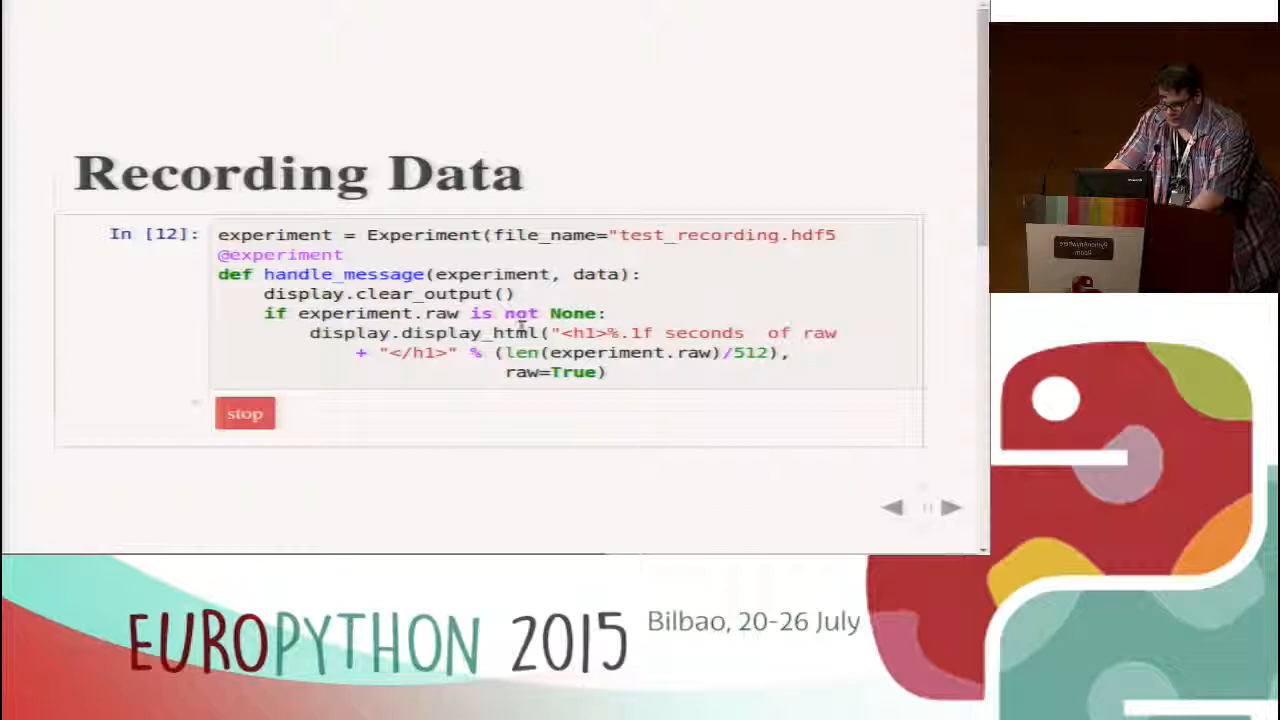 Recording Data
In [12]:
experiment = Experiment(file_name="test_recording.hdf5
@experiment
def handle_message(experiment, data):
display.clear_output()
if experiment.raw is not None:
display.display_html("<h1>%.1f seconds  of raw
+ "</h1>" % (len(experiment.raw)/512),
raw=True)
stop
EUROPYTHON 2015
Bilbao, 20-26 July